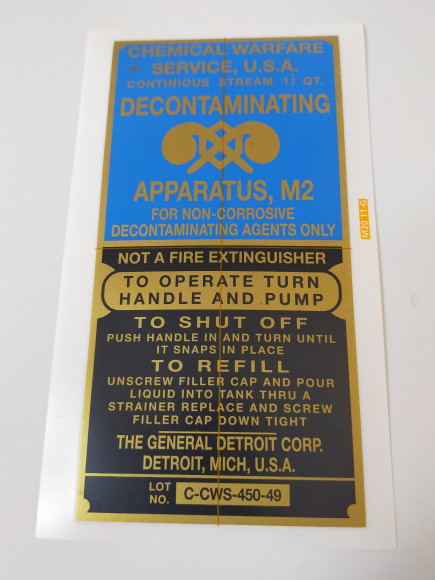 CHEMICAL WARFARE
SERVICE, U.S.A.
CONTINIOUS STREAM 1½ QT.
DECONTAMINATING
APPARATUS, M2
FOR NON-CORROSIVE
DECONTAMINATING AGENTS ONLY
NOT A FIRE EXTINGUISHER
TO OPERATE TURN
HANDLE AND PUMP
TO SHUT OFF
PUSH HANDLE IN AND TURN UNTIL
IT SNAPS IN PLACE
TO REFILL
UNSCREW FILLER CAP AND POUR
LIQUID INTO TANK THRU A
STRAINER REPLACE AND SCREW
FILLER CAP DOWN TIGHT
THE GENERAL DETROIT CORP.
DETROIT, MICH, U.S.A.
LOT
NO. C-CWS-450-49
M20 11-G